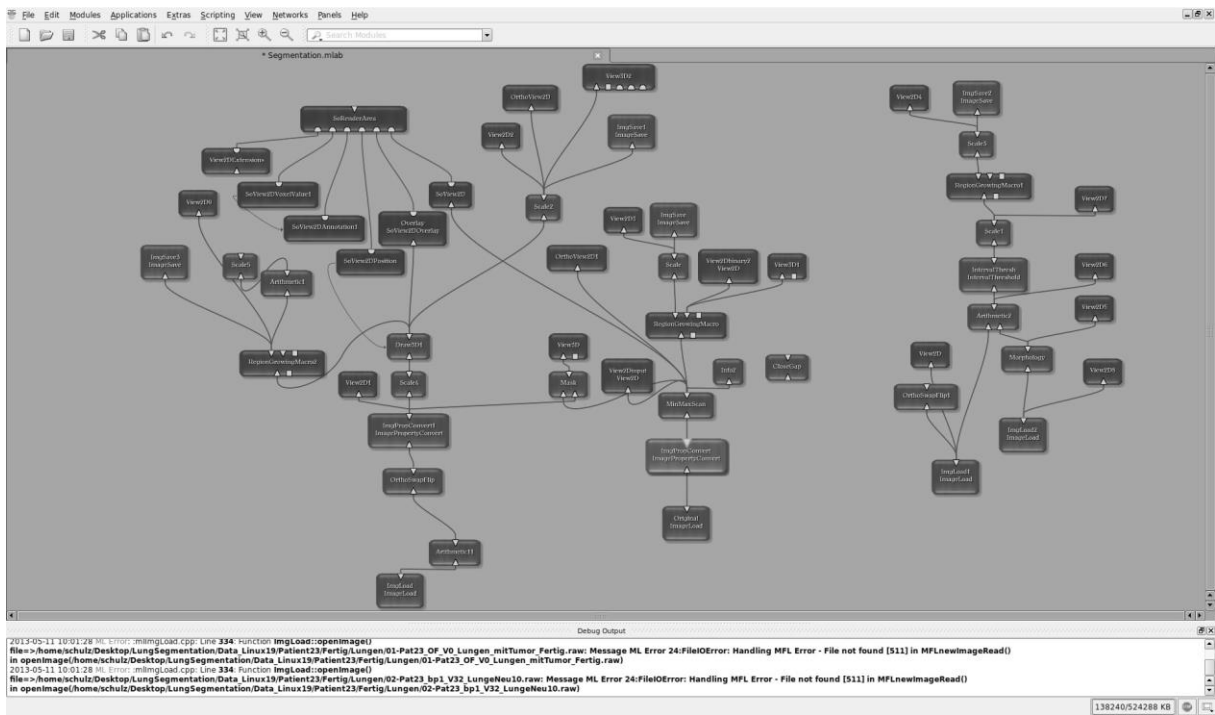 File Edit Modules Applications Extras Scripting View Networks Panels Help
Search Modules
* Segmentation.mlab
View3D2
OrthoView2D
SoRenderArea
ImgSave1
ImageSave
View2D2
View2DExtensions
SoView2DVoxelValue1
SoView2D
SoView2DAnnotation1
Overlay
SoView2DOverlay
Scale2
ImgSave3
ImageSave
Scale5
Arithmetic1
SoView2DPosition
OrthoView2D1
ImgSave
ImageSave
Scale
View2Dbinary2
View2D
View3D1
RegionGrowingMacro
Draw3D1
View3D
View2D1
Mask
View2Dinput
View2D
Info2
CloseGap
MinMaxScan
ImgPropConvert1
ImagePropertyConvert
ImgPropConvert
ImagePropertyConvert
OrthoSwapFlip
Original
ImageLoad
Arithmetic11
ImgLoad
ImageLoad
View2D4
ImgSave2
ImageSave
Scale3
RegionGrowingMacro1
View2D7
Scale1
IntervalThresh
IntervalThreshold
View2D6
Arithmetic2
View2D5
View2D
Morphology
OrthoSwapFlip1
View2D8
ImgLoad2
ImageLoad
ImgLoad1
ImageLoad
Debug Output
2013-05-11 10:01:28 ML Error: :mlImgLoad.cpp: Line 334: Function ImgLoad::openImage()
file=>/home/schulz/Desktop/LungSegmentation/Data_Linux19/Patient23/Fertig/Lungen/01-Pat23_OF_V0_Lungen_mitTumor_Fertig.raw: Message ML Error 24:FileIOError: Handling MFL Error - File not found [511] in MFLnewImageRead()
in openImage(/home/schulz/Desktop/LungSegmentation/Data_Linux19/Patient23/Fertig/Lungen/01-Pat23_OF_V0_Lungen_mitTumor_Fertig.raw)
2013-05-11 10:01:28 ML Error: :mlImgLoad.cpp: Line 334: Function ImgLoad::openImage()
file=>/home/schulz/Desktop/LungSegmentation/Data_Linux19/Patient23/Fertig/Lungen/02-Pat23_bp1_V32_LungeNeu10.raw: Message ML Error 24:FileIOError: Handling MFL Error - File not found [511] in MFLnewImageRead()
in openImage(/home/schulz/Desktop/LungSegmentation/Data_Linux19/Patient23/Fertig/Lungen/02-Pat23_bp1_V32_LungeNeu10.raw)
138240/524288 KB